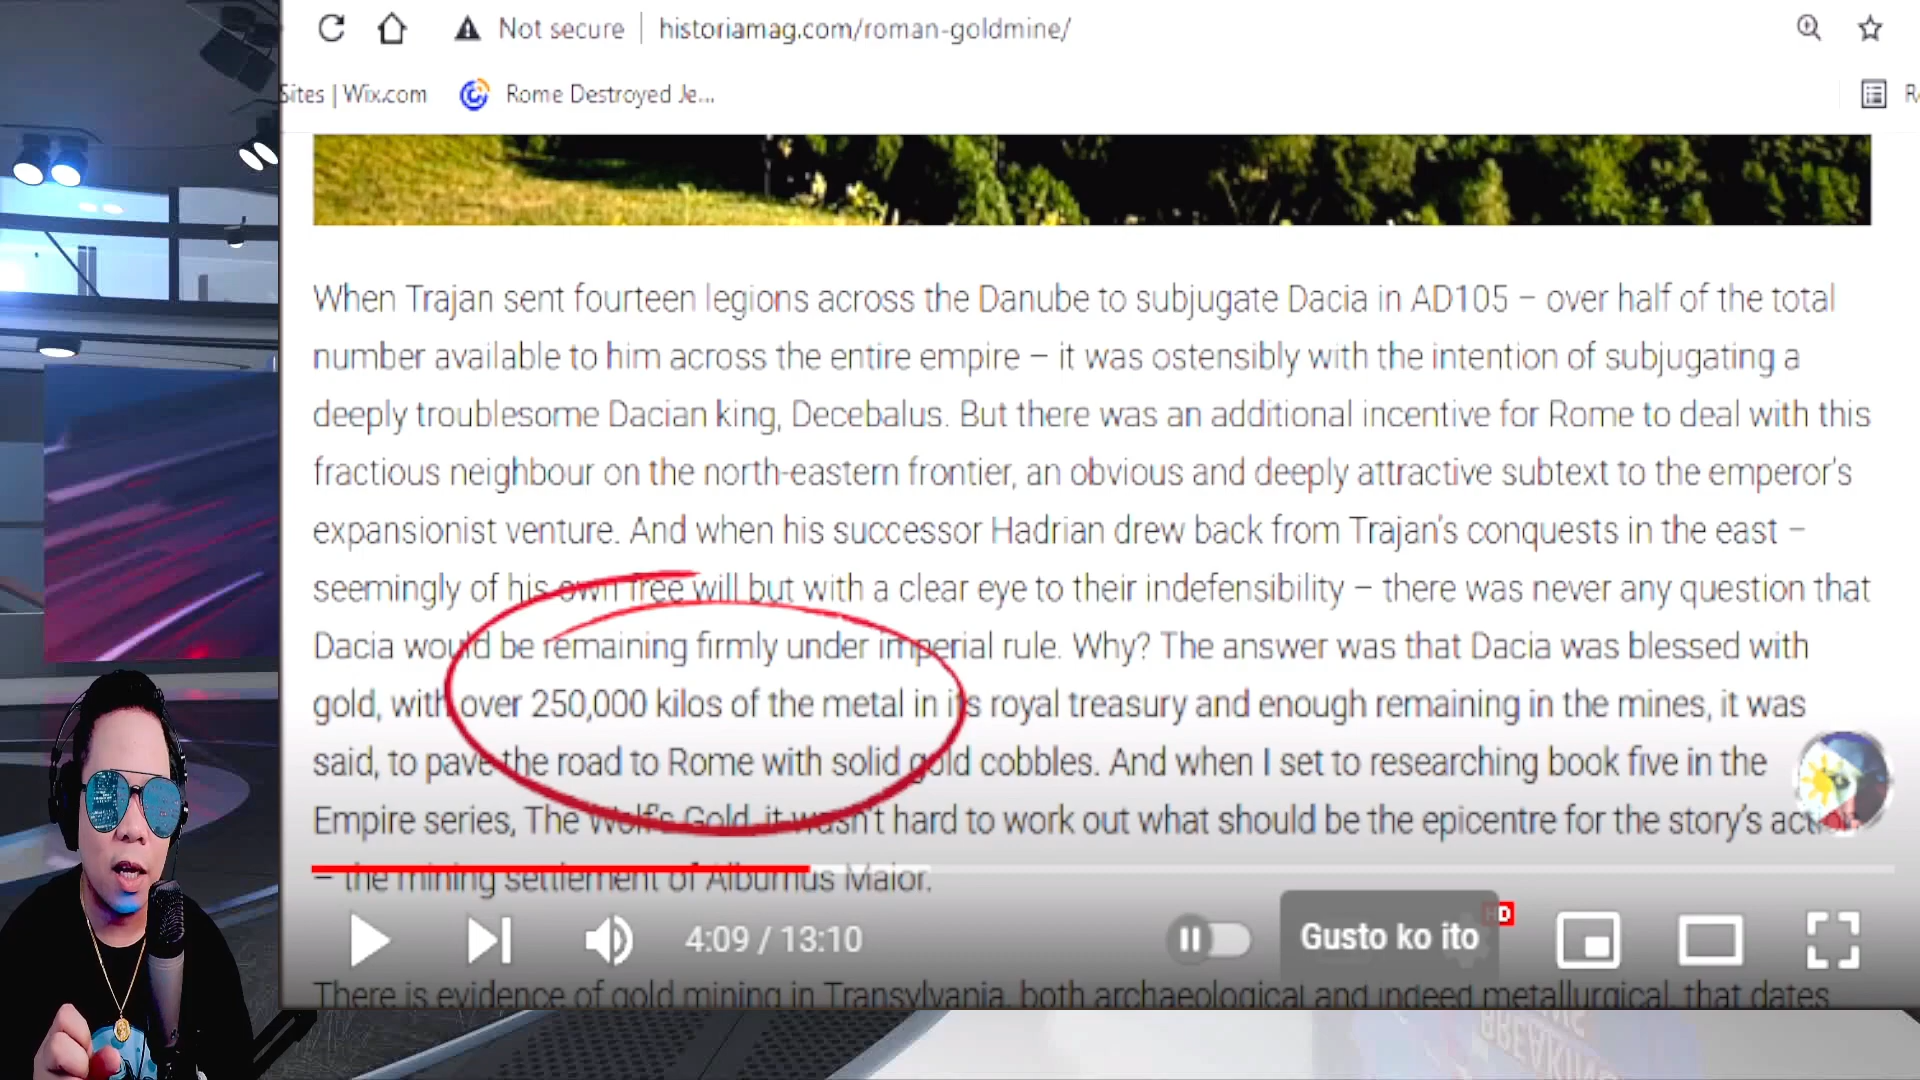 Not secure | historiamag.com/roman-goldmine/
Sites | Wix.com Rome Destroyed Je...
When Trajan sent fourteen legions across the Danube to subjugate Dacia in AD105 – over half of the total
number available to him across the entire empire – it was ostensibly with the intention of subjugating a
deeply troublesome Dacian king, Decebalus. But there was an additional incentive for Rome to deal with this
fractious neighbour on the north-eastern frontier, an obvious and deeply attractive subtext to the emperor's
expansionist venture. And when his successor Hadrian drew back from Trajan's conquests in the east –
seemingly of his own free will but with a clear eye to their indefensibility – there was never any question that
Dacia would be remaining firmly under imperial rule. Why? The answer was that Dacia was blessed with
gold, with over 250,000 kilos of the metal in its royal treasury and enough remaining in the mines, it was
said, to pave the road to Rome with solid gold cobbles. And when I set to researching book five in the
Empire series, The Wolf's Gold, it wasn't hard to work out what should be the epicentre for the story's action
– the mining settlement of Alburnus Maior.
4:09 / 13:10
Gusto ko ito
HD
There is evidence of gold mining in Transylvania, both archaeological and indeed metallurgical, that dates
BREAKING